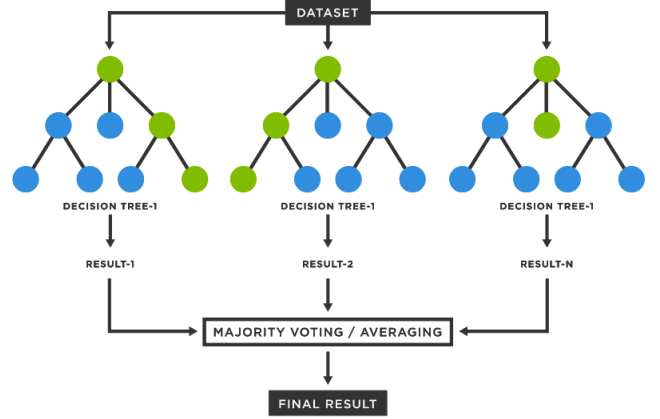 DATASET
DECISION TREE-1
DECISION TREE-1
DECISION TREE-1
RESULT-1
RESULT-2
RESULT-N
MAJORITY VOTING / AVERAGING
FINAL RESULT